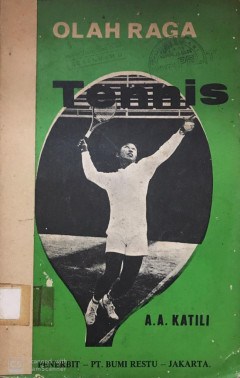 OLAH RAGA
Tennis
A.A. KATILI
PENERBIT — PT. BUMI RESTU — JAKARTA.